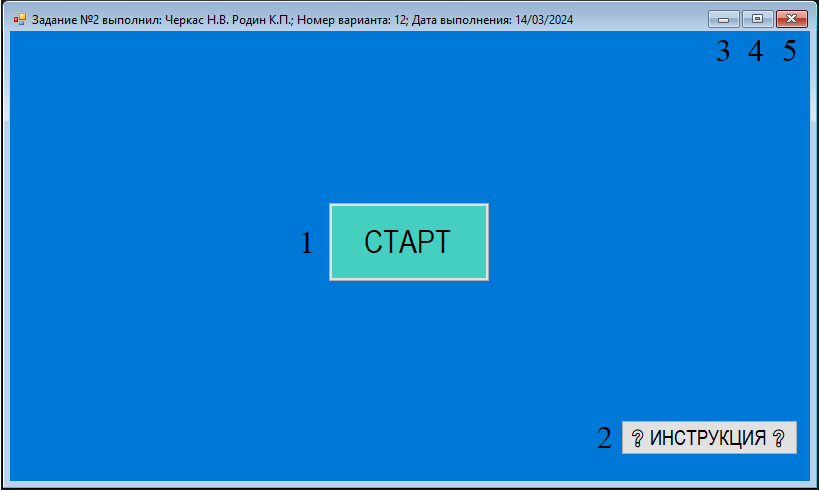 Задание №2 выполнил: Черкас Н.В. Родин К.П.; Номер варианта: 12; Дата выполнения: 14/03/2024
3 4 5
1 СТАРТ
2 ? ИНСТРУКЦИЯ ?